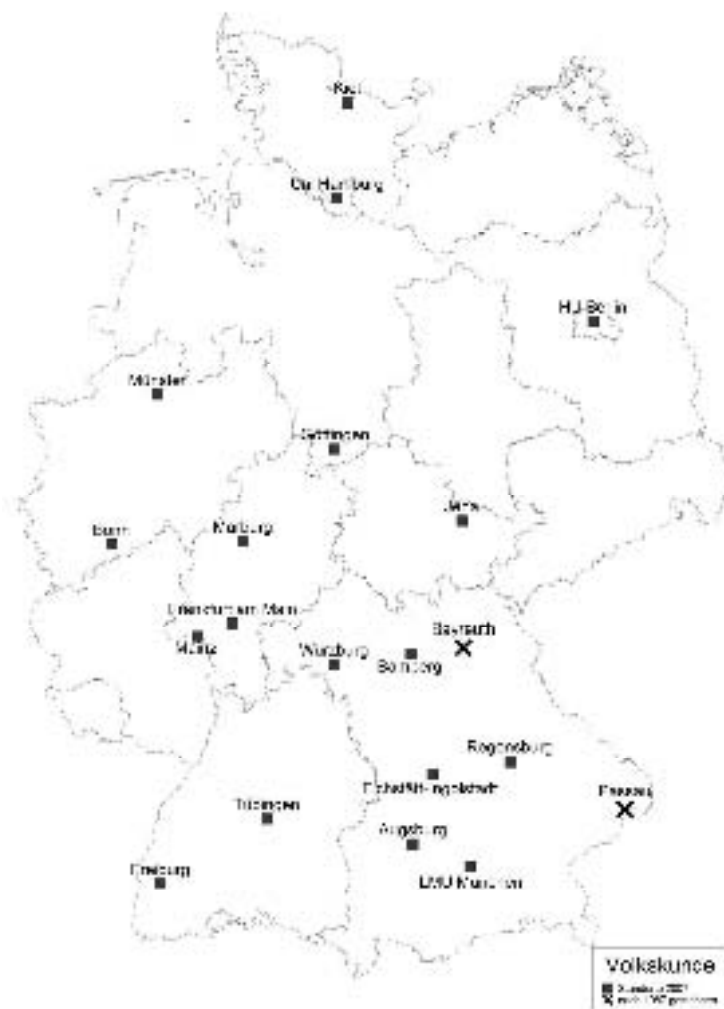 Kiel
Uni Hamburg
HU Berlin
Münster
Göttingen
Jena
Bonn
Marburg
Frankfurt am Main
Mainz
Würzburg
Bamberg
Bayreuth
Regensburg
Eichstätt-Ingolstadt
Passau
Tübingen
Augsburg
Freiburg
LMU München
Volkskunde